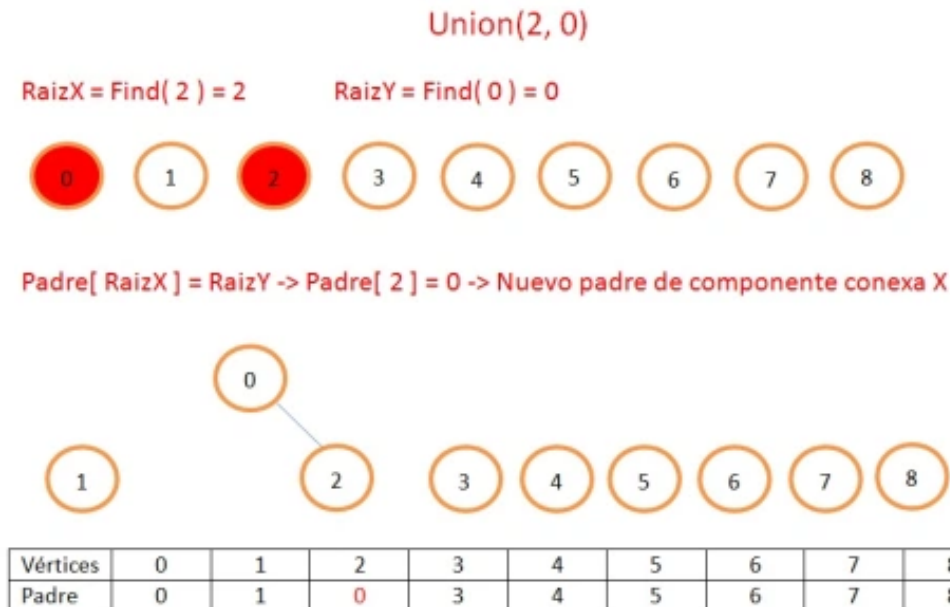 Union(2, 0)
RaizX = Find( 2 ) = 2 RaizY = Find( 0 ) = 0
0 1 2 3 4 5 6 7 8
Padre[ RaizX ] = RaizY -> Padre[ 2 ] = 0 -> Nuevo padre de componente conexa X
0
1 2 3 4 5 6 7 8
Vértices 0 1 2 3 4 5 6 7
Padre 0 1 0 3 4 5 6 7